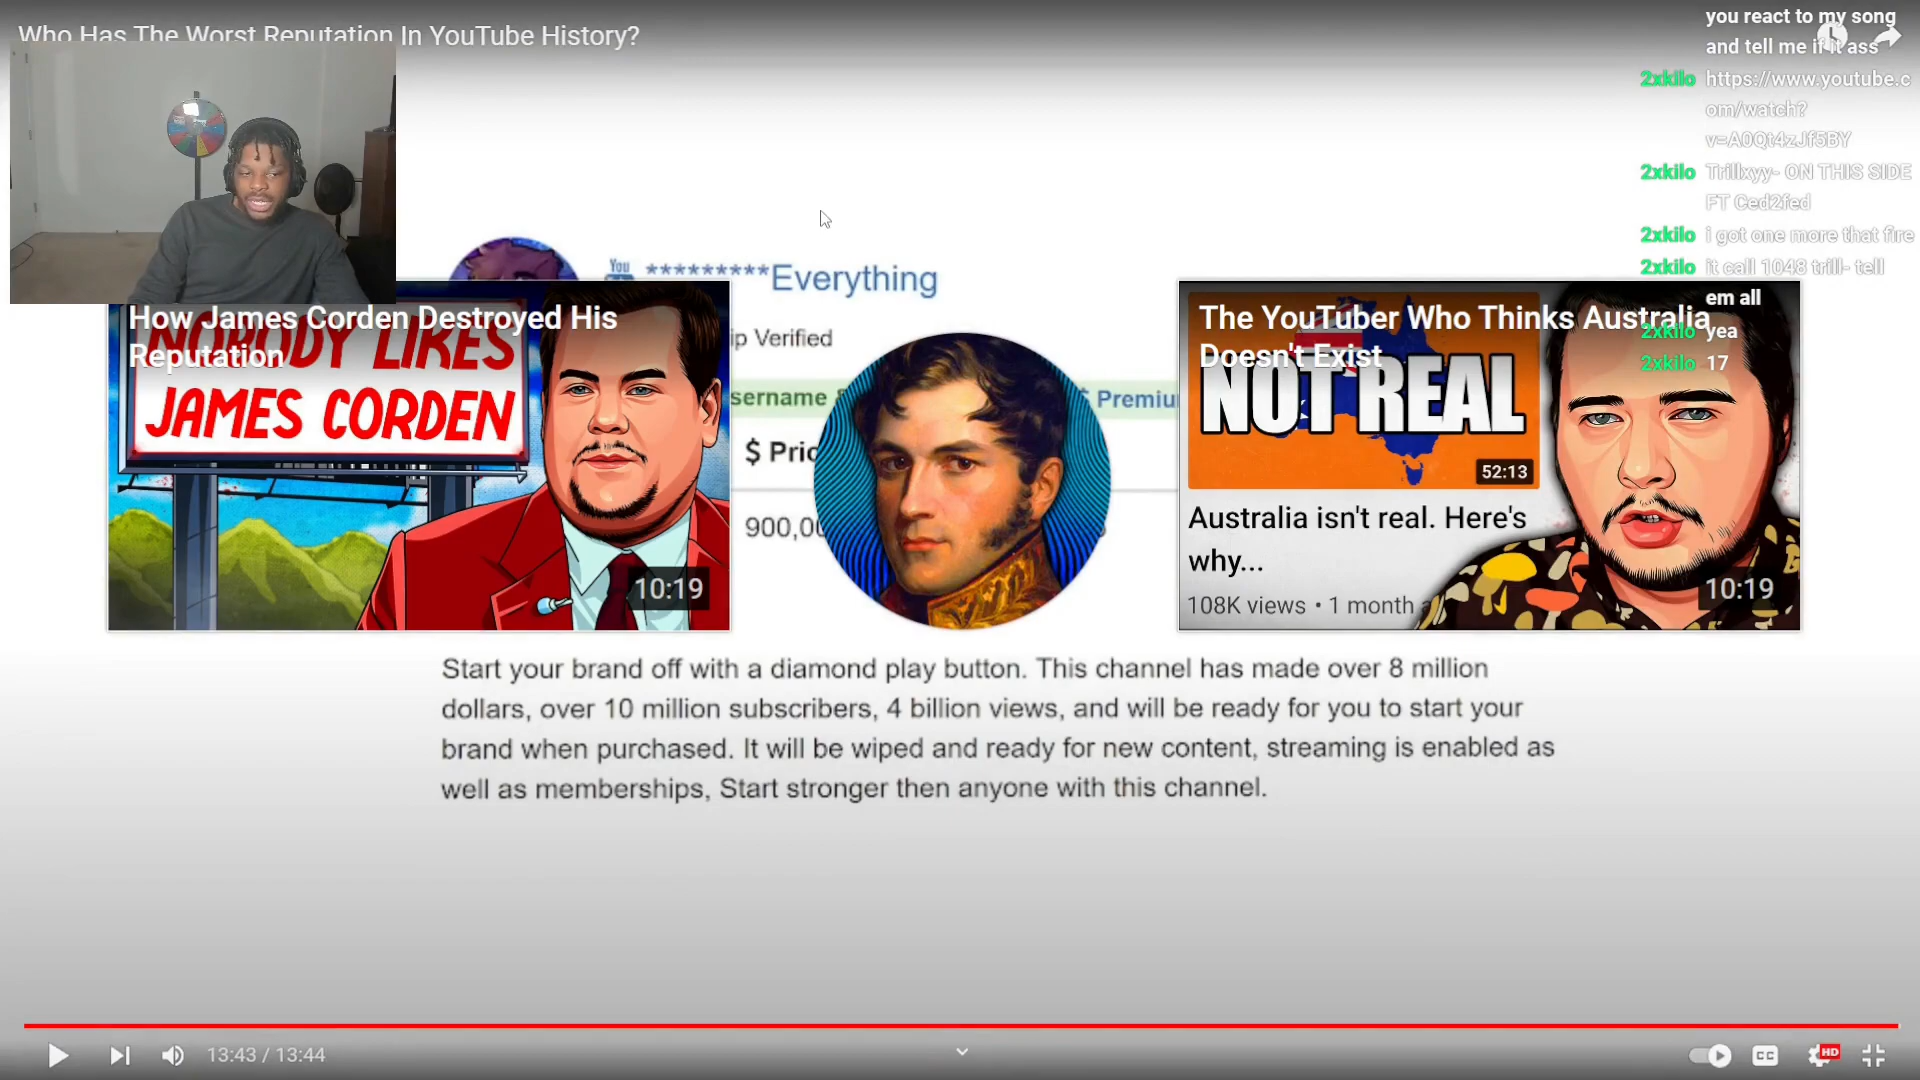 Who Has The Worst Reputation In YouTube History?
you react to my song
and tell me if it ass
2xkilo https://www.youtube.c
om/watch?
v=A0Qt4zJf5BY
2xkilo Trillxyy- ON THIS SIDE
FT Ced2fed
2xkilo i got one more that fire
2xkilo it call 1048 trill- tell
em all
2xkilo yea
2xkilo 17
You *********Everything
ip Verified
sername
$ Premiu
$ Pric
900,00
How James Corden Destroyed His
Reputation
NOBODY LIKES
JAMES CORDEN
10:19
The YouTuber Who Thinks Australia
Doesn't Exist
NOT REAL
52:13
Australia isn't real. Here's
why...
108K views • 1 month
10:19
Start your brand off with a diamond play button. This channel has made over 8 million
dollars, over 10 million subscribers, 4 billion views, and will be ready for you to start your
brand when purchased. It will be wiped and ready for new content, streaming is enabled as
well as memberships, Start stronger then anyone with this channel.
13:43 / 13:44
CC
HD